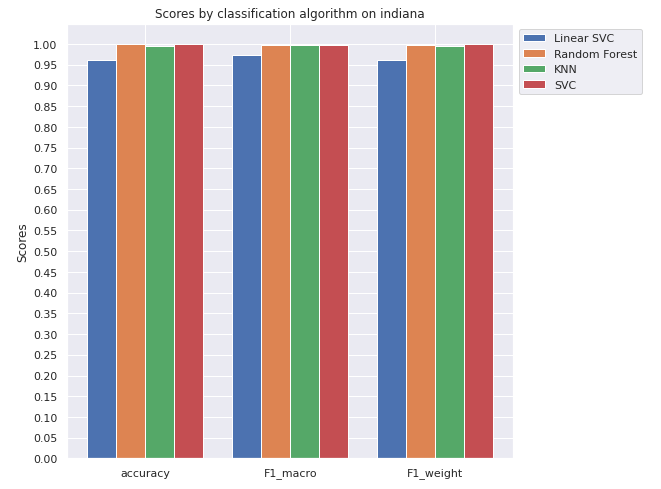 Scores by classification algorithm on indiana
Linear SVC
Random Forest
KNN
SVC
Scores
1.00
0.95
0.90
0.85
0.80
0.75
0.70
0.65
0.60
0.55
0.50
0.45
0.40
0.35
0.30
0.25
0.20
0.15
0.10
0.05
0.00
accuracy
F1_macro
F1_weight